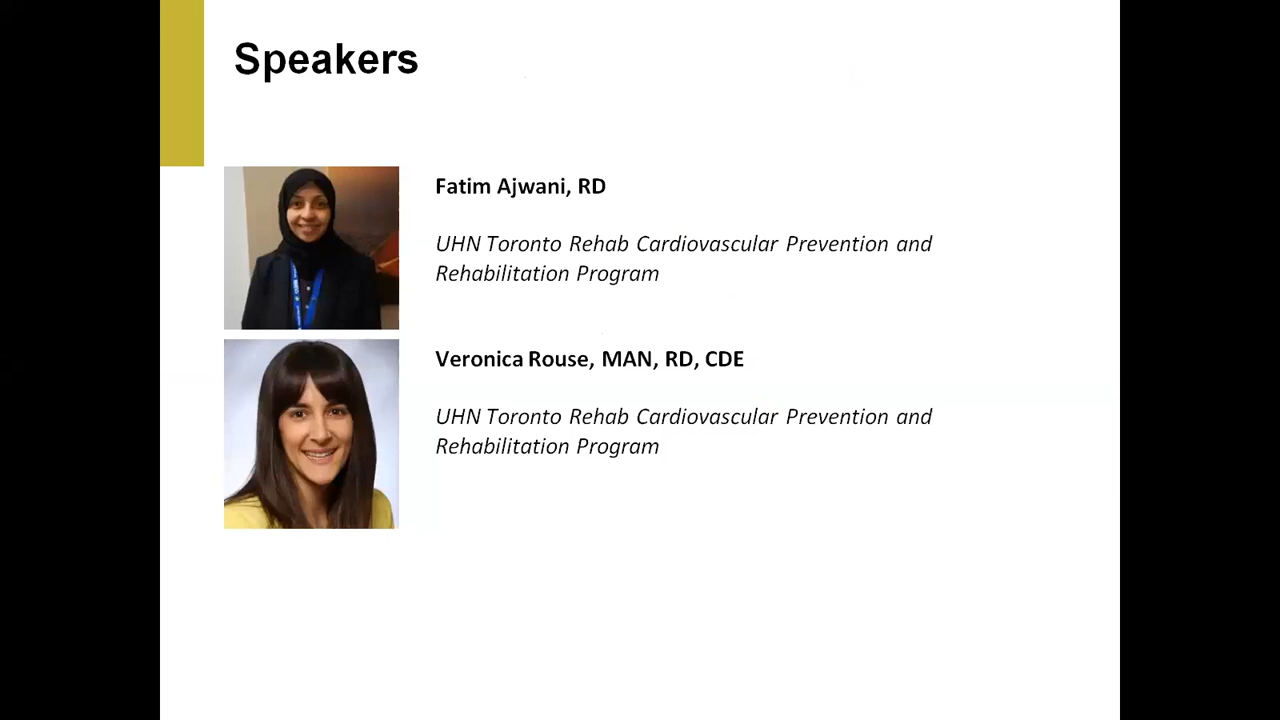 Speakers
Fatim Ajwani, RD
UHN Toronto Rehab Cardiovascular Prevention and
Rehabilitation Program
Veronica Rouse, MAN, RD, CDE
UHN Toronto Rehab Cardiovascular Prevention and
Rehabilitation Program